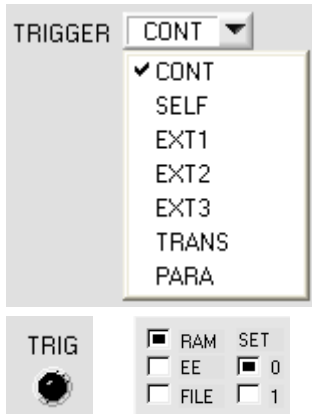 TRIGGER CONT
CONT
SELF
EXT1
EXT2
EXT3
TRANS
PARA
TRIG
RAM SET
EE 0
FILE 1